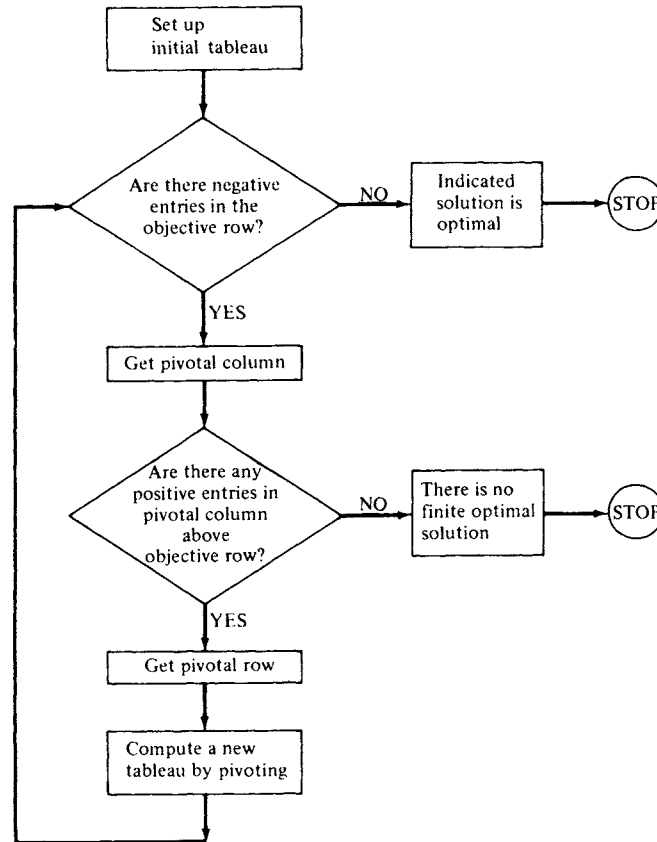 Set up
initial tableau
Are there negative
entries in the
objective row?
NO
Indicated
solution is
optimal
STOP
YES
Get pivotal column
Are there any
positive entries in
pivotal column
above
objective row?
NO
There is no
finite optimal
solution
STOP
YES
Get pivotal row
Compute a new
tableau by pivoting